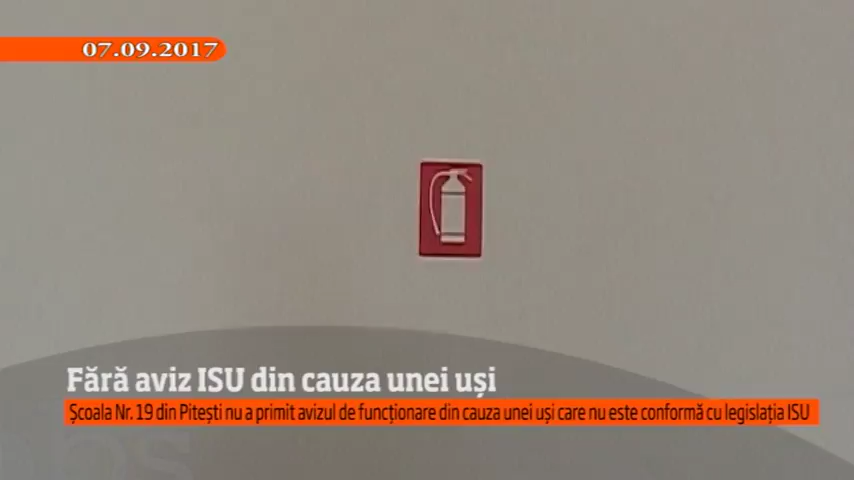 07.09.2017
Fără aviz ISU din cauza unei uși
Școala Nr. 19 din Pitești nu a primit avizul de funcționare din cauza unei uși care nu este conformă cu legislația ISU